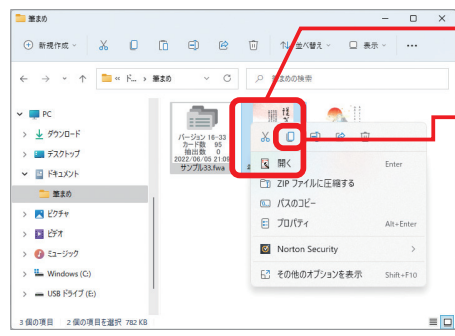 筆まめ
新規作成
並べ替え
表示
« ド... > 筆まめ
筆まめの検索
PC
ダウンロード
デスクトップ
ドキュメント
筆まめ
ピクチャ
ビデオ
ミュージック
Windows (C:)
USB ドライブ (E:)
バージョン 16-33
カード数 95
抽出数 0
2022/06/05 21:09
サンプル33.fwa
開く Enter
ZIP ファイルに圧縮する
パスのコピー
プロパティ Alt+Enter
Norton Security
その他のオプションを表示 Shift+F10
3 個の項目 2 個の項目を選択 782 KB